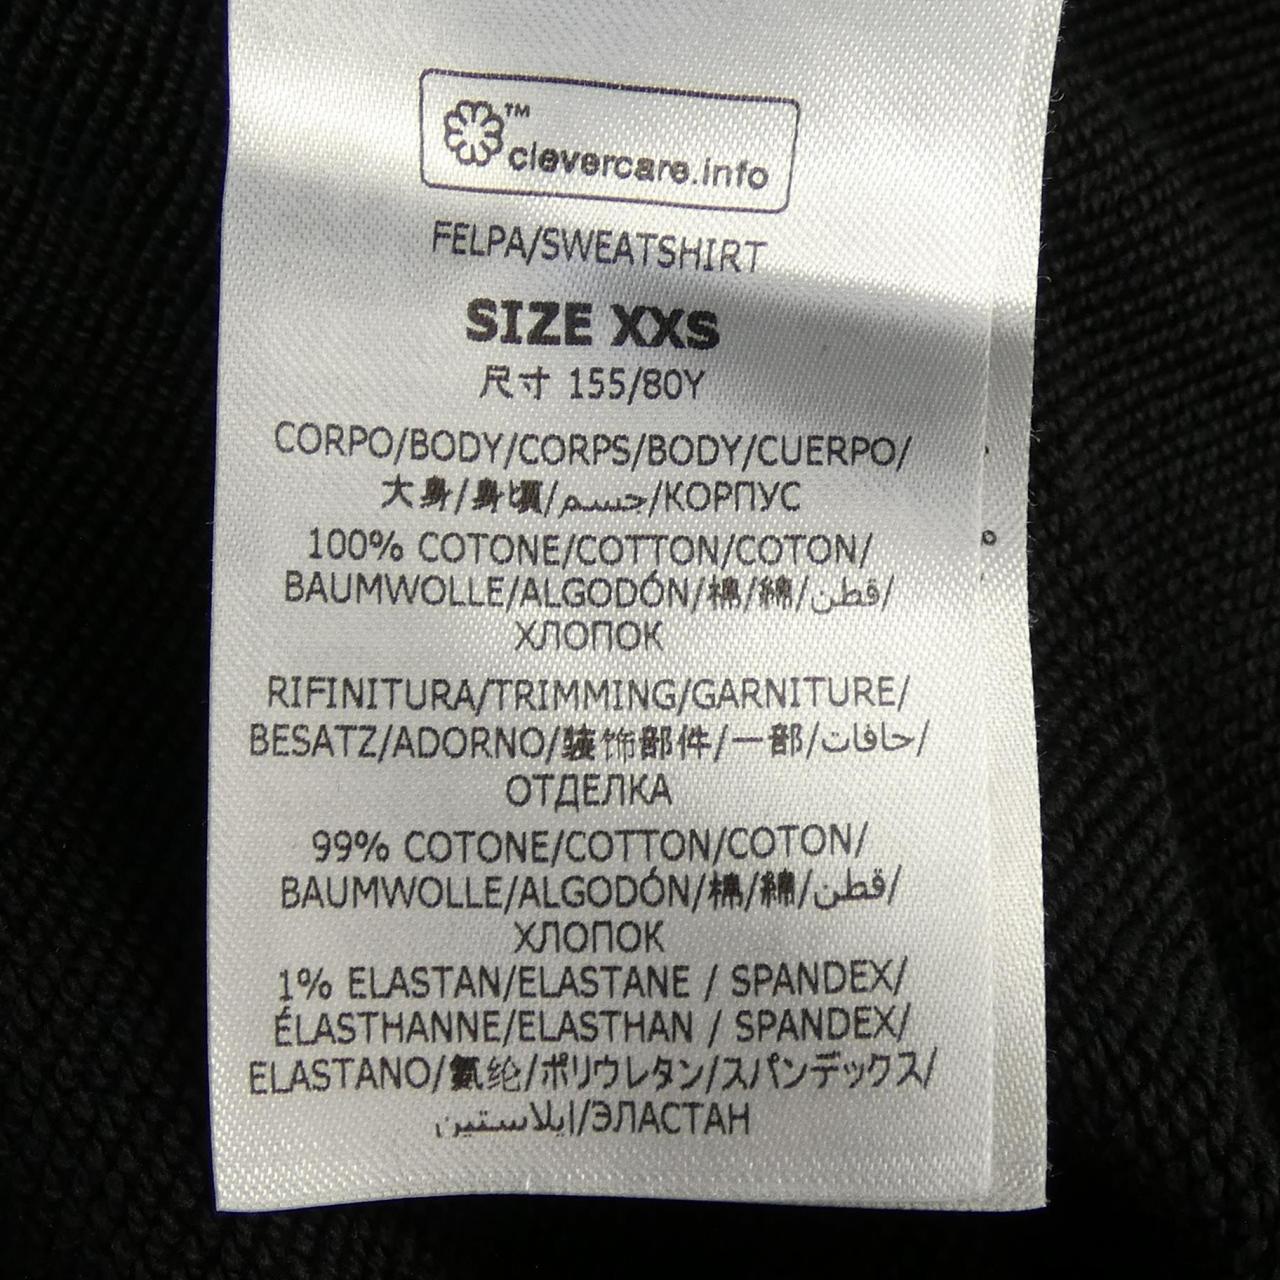 ™
clevercare.info
FELPA/SWEATSHIRT
SIZE XXS
尺寸 155/80Y
CORPO/BODY/CORPS/BODY/CUERPO/
大身/身頃/جسم/КОРПУС
100% COTONE/COTTON/COTON/
BAUMWOLLE/ALGODÓN/棉/綿/قطن/
ХЛОПОК
RIFINITURA/TRIMMING/GARNITURE/
BESATZ/ADORNO/装饰部件/一部/حافات/
ОТДЕЛКА
99% COTONE/COTTON/COTON/
BAUMWOLLE/ALGODÓN/棉/綿/قطن/
ХЛОПОК
1% ELASTAN/ELASTANE / SPANDEX/
ÉLASTHANNE/ELASTHAN / SPANDEX/
ELASTANO/氨纶/ポリウレタン/スパンデックス/
ايلاستين/ЭЛАСТАН